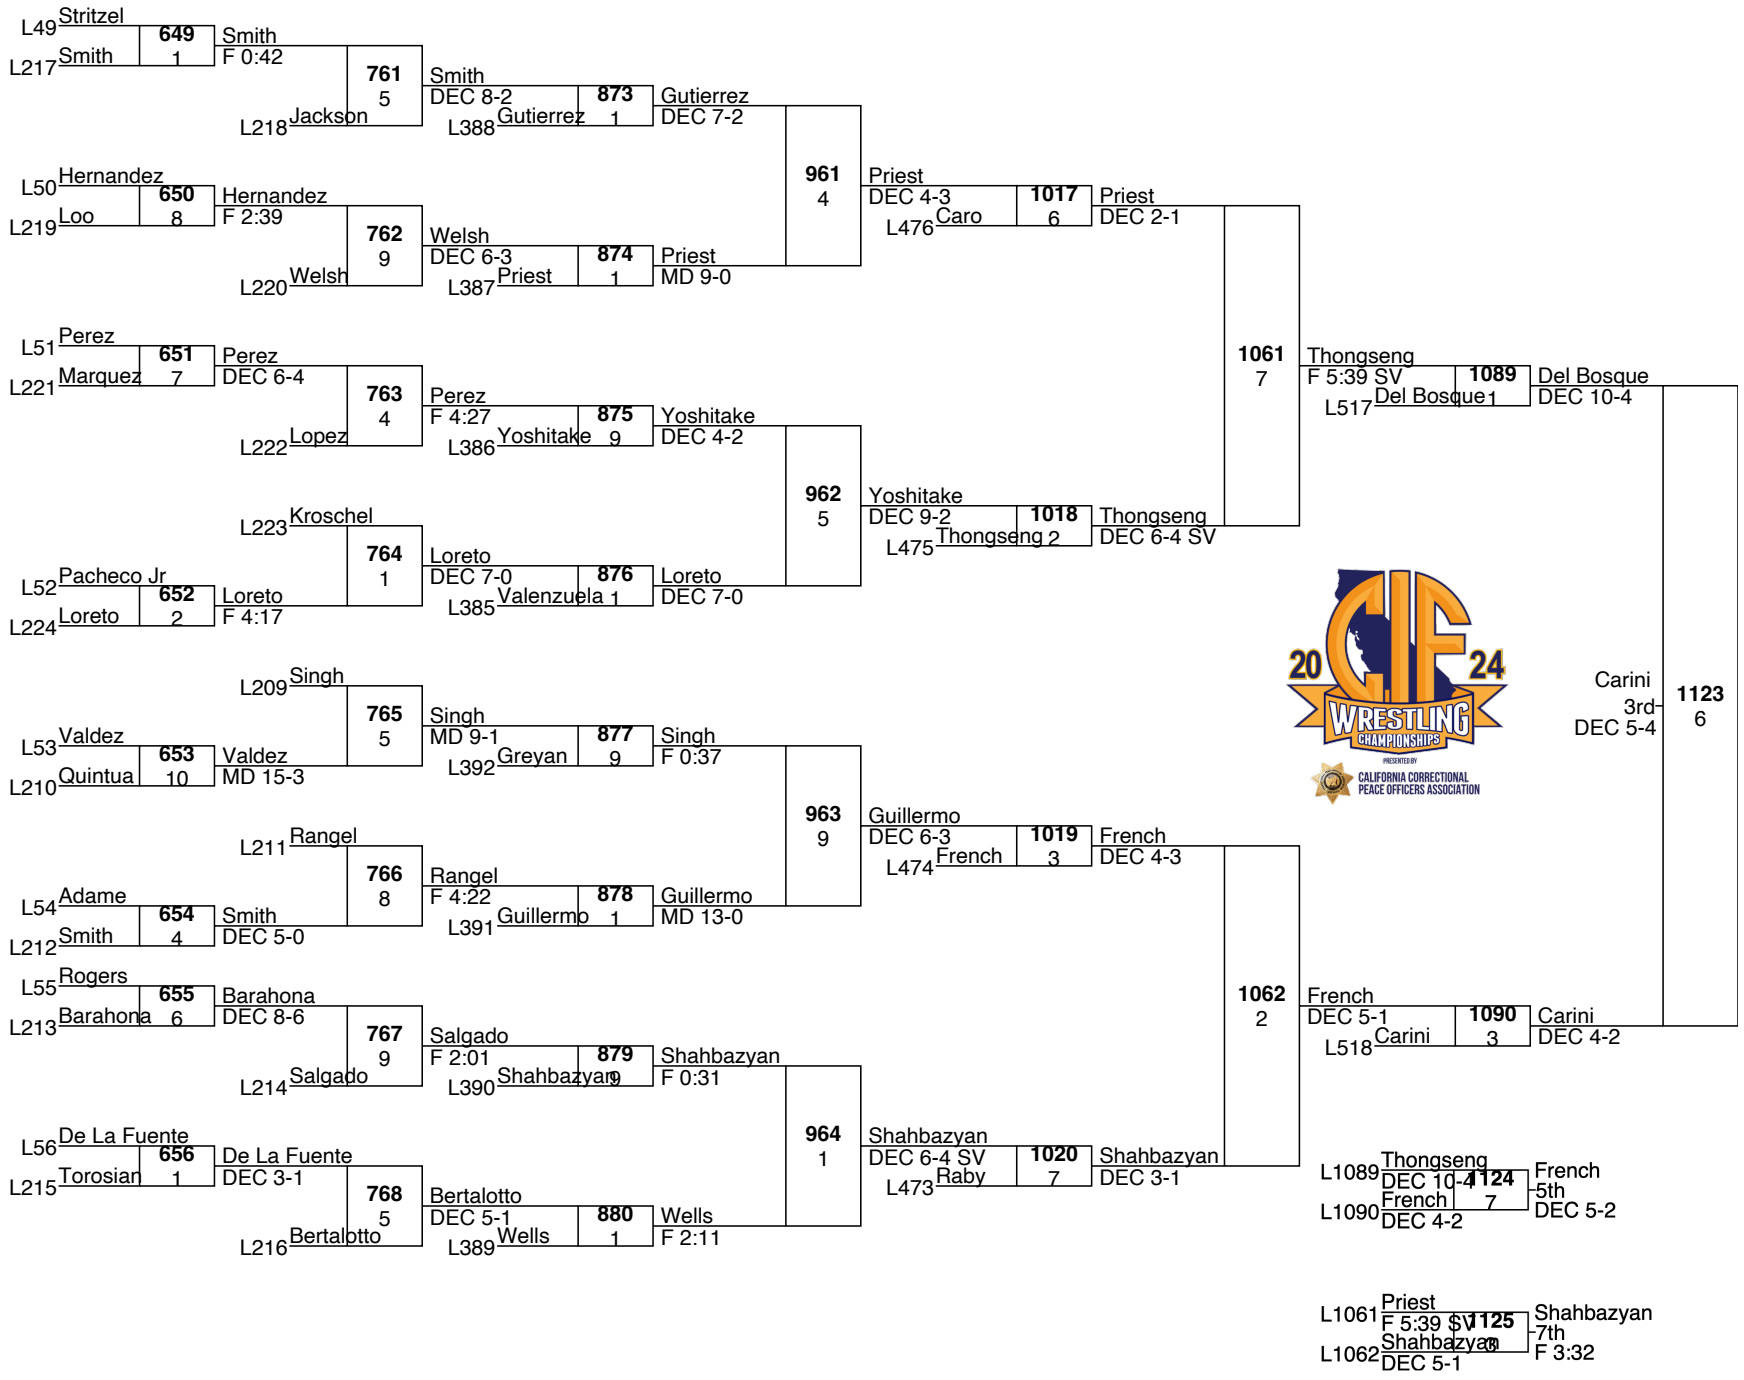 L49 Stritzel
649
1
L217 Smith
Smith
F 0:42
761
5
L218 Jackson
Smith
DEC 8-2
873
1
L388 Gutierrez
Gutierrez
DEC 7-2
L50 Hernandez
650
8
L219 Loo
Hernandez
F 2:39
762
9
L220 Welsh
Welsh
DEC 6-3
874
1
L387 Priest
Priest
MD 9-0
961
4
Priest
DEC 4-3
1017
6
L476 Caro
Priest
DEC 2-1
L51 Perez
651
7
L221 Marquez
Perez
DEC 6-4
763
4
L222 Lopez
Perez
F 4:27
875
9
L386 Yoshitake
Yoshitake
DEC 4-2
L223 Kroschel
764
1
L52 Pacheco Jr
652
2
L224 Loreto
Loreto
F 4:17
Loreto
DEC 7-0
876
1
L385 Valenzuela
Loreto
DEC 7-0
962
5
Yoshitake
DEC 9-2
1018
2
L475 Thongseng
Thongseng
DEC 6-4 SV
1061
7
Thongseng
F 5:39 SV
1089
1
L517 Del Bosque
Del Bosque
DEC 10-4
L209 Singh
765
5
L53 Valdez
653
10
L210 Quintua
Valdez
MD 15-3
Singh
MD 9-1
877
9
L392 Greyan
Singh
F 0:37
L211 Rangel
766
8
L54 Adame
654
4
L212 Smith
Smith
DEC 5-0
Rangel
F 4:22
878
1
L391 Guillermo
Guillermo
MD 13-0
963
9
Guillermo
DEC 6-3
1019
3
L474 French
French
DEC 4-3
L55 Rogers
655
6
L213 Barahona
Barahona
DEC 8-6
767
9
L214 Salgado
Salgado
F 2:01
879
9
L390 Shahbazyan
Shahbazyan
F 0:31
L56 De La Fuente
656
1
L215 Torosian
De La Fuente
DEC 3-1
768
5
L216 Bertalotto
Bertalotto
DEC 5-1
880
1
L389 Wells
Wells
F 2:11
964
1
Shahbazyan
DEC 6-4 SV
1020
7
L473 Raby
Shahbazyan
DEC 3-1
1062
2
French
DEC 5-1
1090
3
L518 Carini
Carini
DEC 4-2
Carini
3rd
DEC 5-4
1123
6
20 CIF 24
WRESTLING
CHAMPIONSHIPS
PRESENTED BY
CALIFORNIA CORRECTIONAL
PEACE OFFICERS ASSOCIATION
L1089 Thongseng
DEC 10-4
1124
7
L1090 French
DEC 4-2
French
5th
DEC 5-2
L1061 Priest
F 5:39 SV
1125
3
L1062 Shahbazyan
DEC 5-1
Shahbazyan
7th
F 3:32